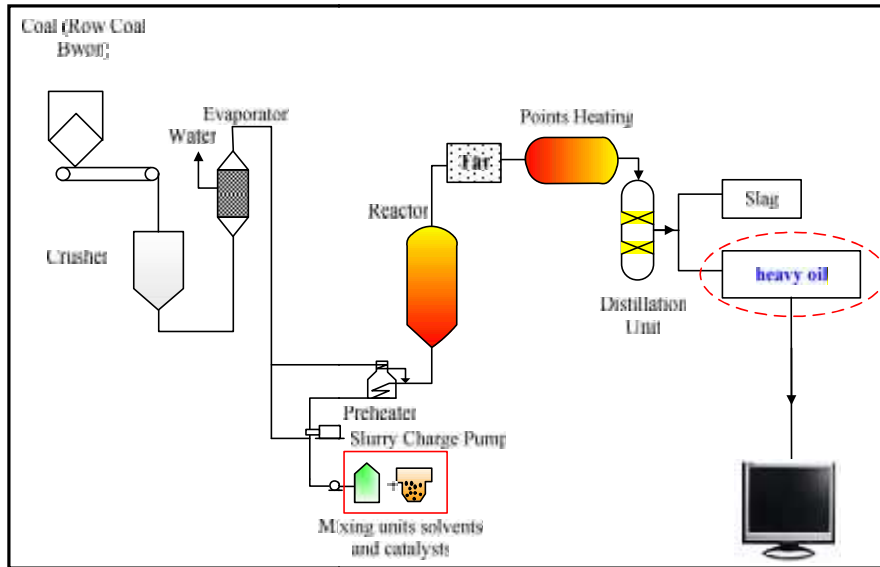 Coal (Row Coal
Bwon);
Evaporator
Water
Crusher
Reactor
Tar
Points Heating
Slag
heavy oil
Distillation
Unit
Preheater
Slurry Charge Pump
Mixing units solvents
and catalysts